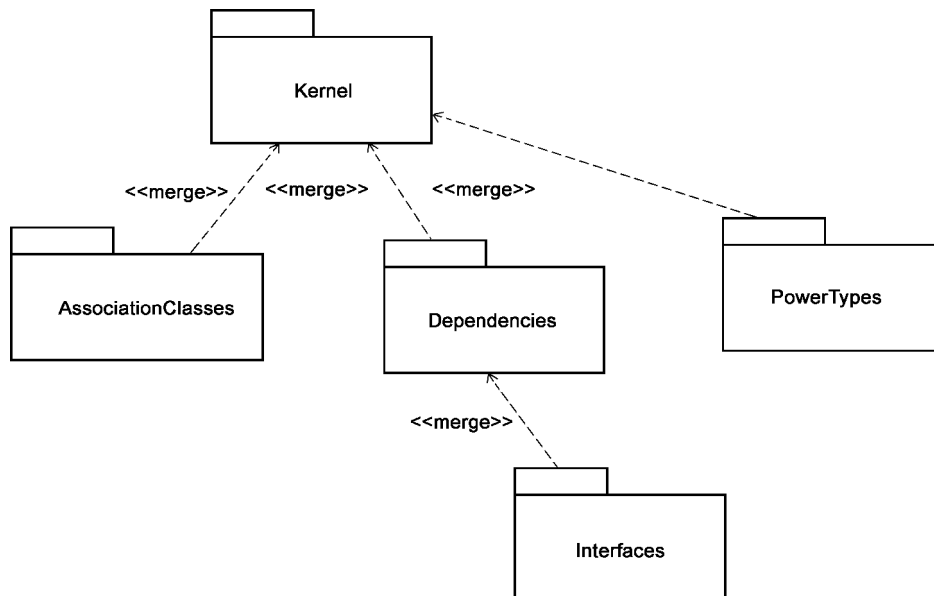 Kernel
<<merge>>
<<merge>>
<<merge>>
AssociationClasses
Dependencies
PowerTypes
<<merge>>
Interfaces